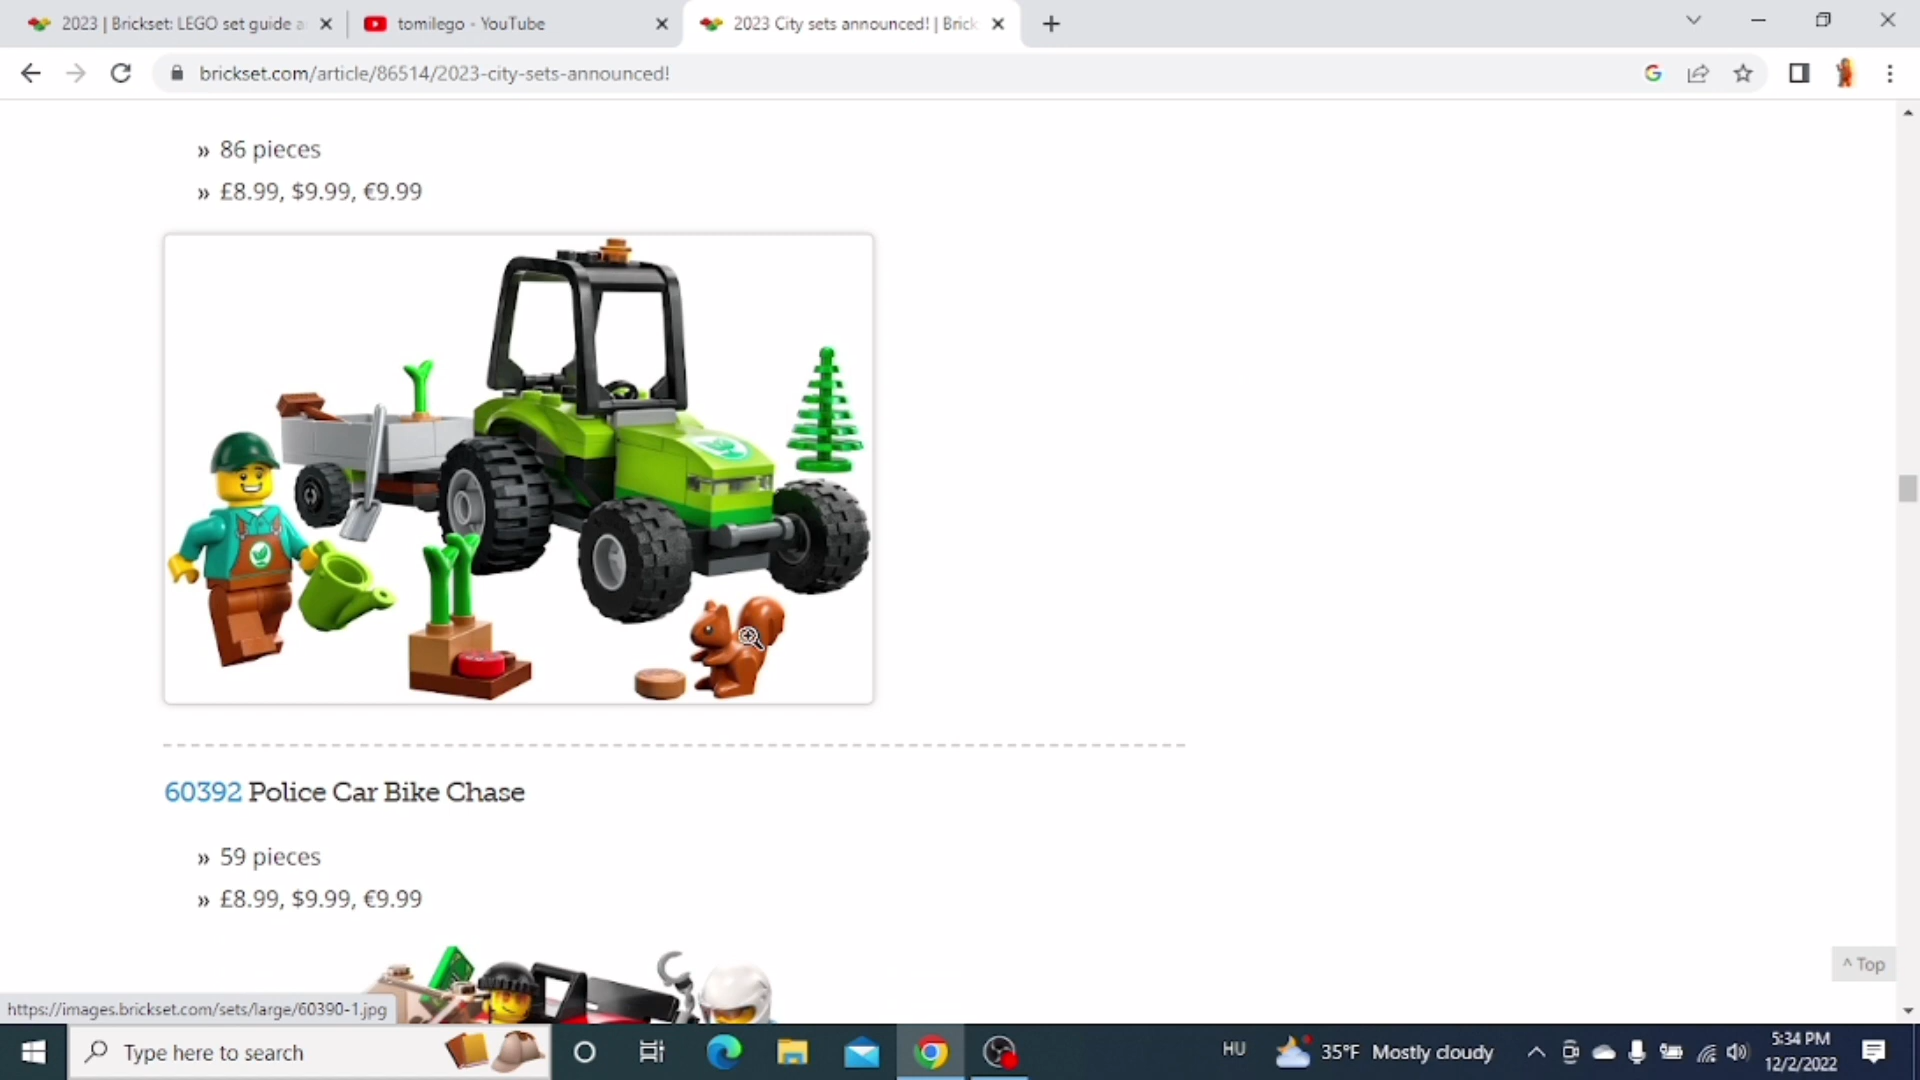 2023 | Brickset: LEGO set guide a
tomilego - YouTube
2023 City sets announced! | Brick
brickset.com/article/86514/2023-city-sets-announced!
» 86 pieces
» £8.99, $9.99, €9.99
60392 Police Car Bike Chase
» 59 pieces
» £8.99, $9.99, €9.99
^ Top
https://images.brickset.com/sets/large/60390-1.jpg
Type here to search
HU
35°F Mostly cloudy
5:34 PM
12/2/2022